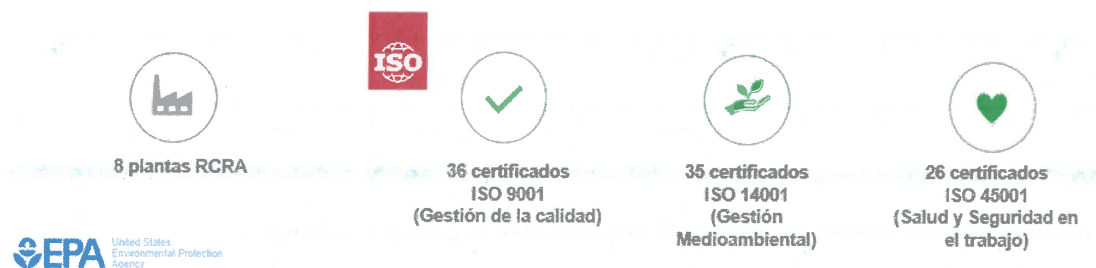 ISO
8 plantas RCRA
36 certificados
ISO 9001
(Gestión de la calidad)
35 certificados
ISO 14001
(Gestión
Medioambiental)
26 certificados
ISO 45001
(Salud y Seguridad en
el trabajo)
EPA
United States
Environmental Protection
Agency